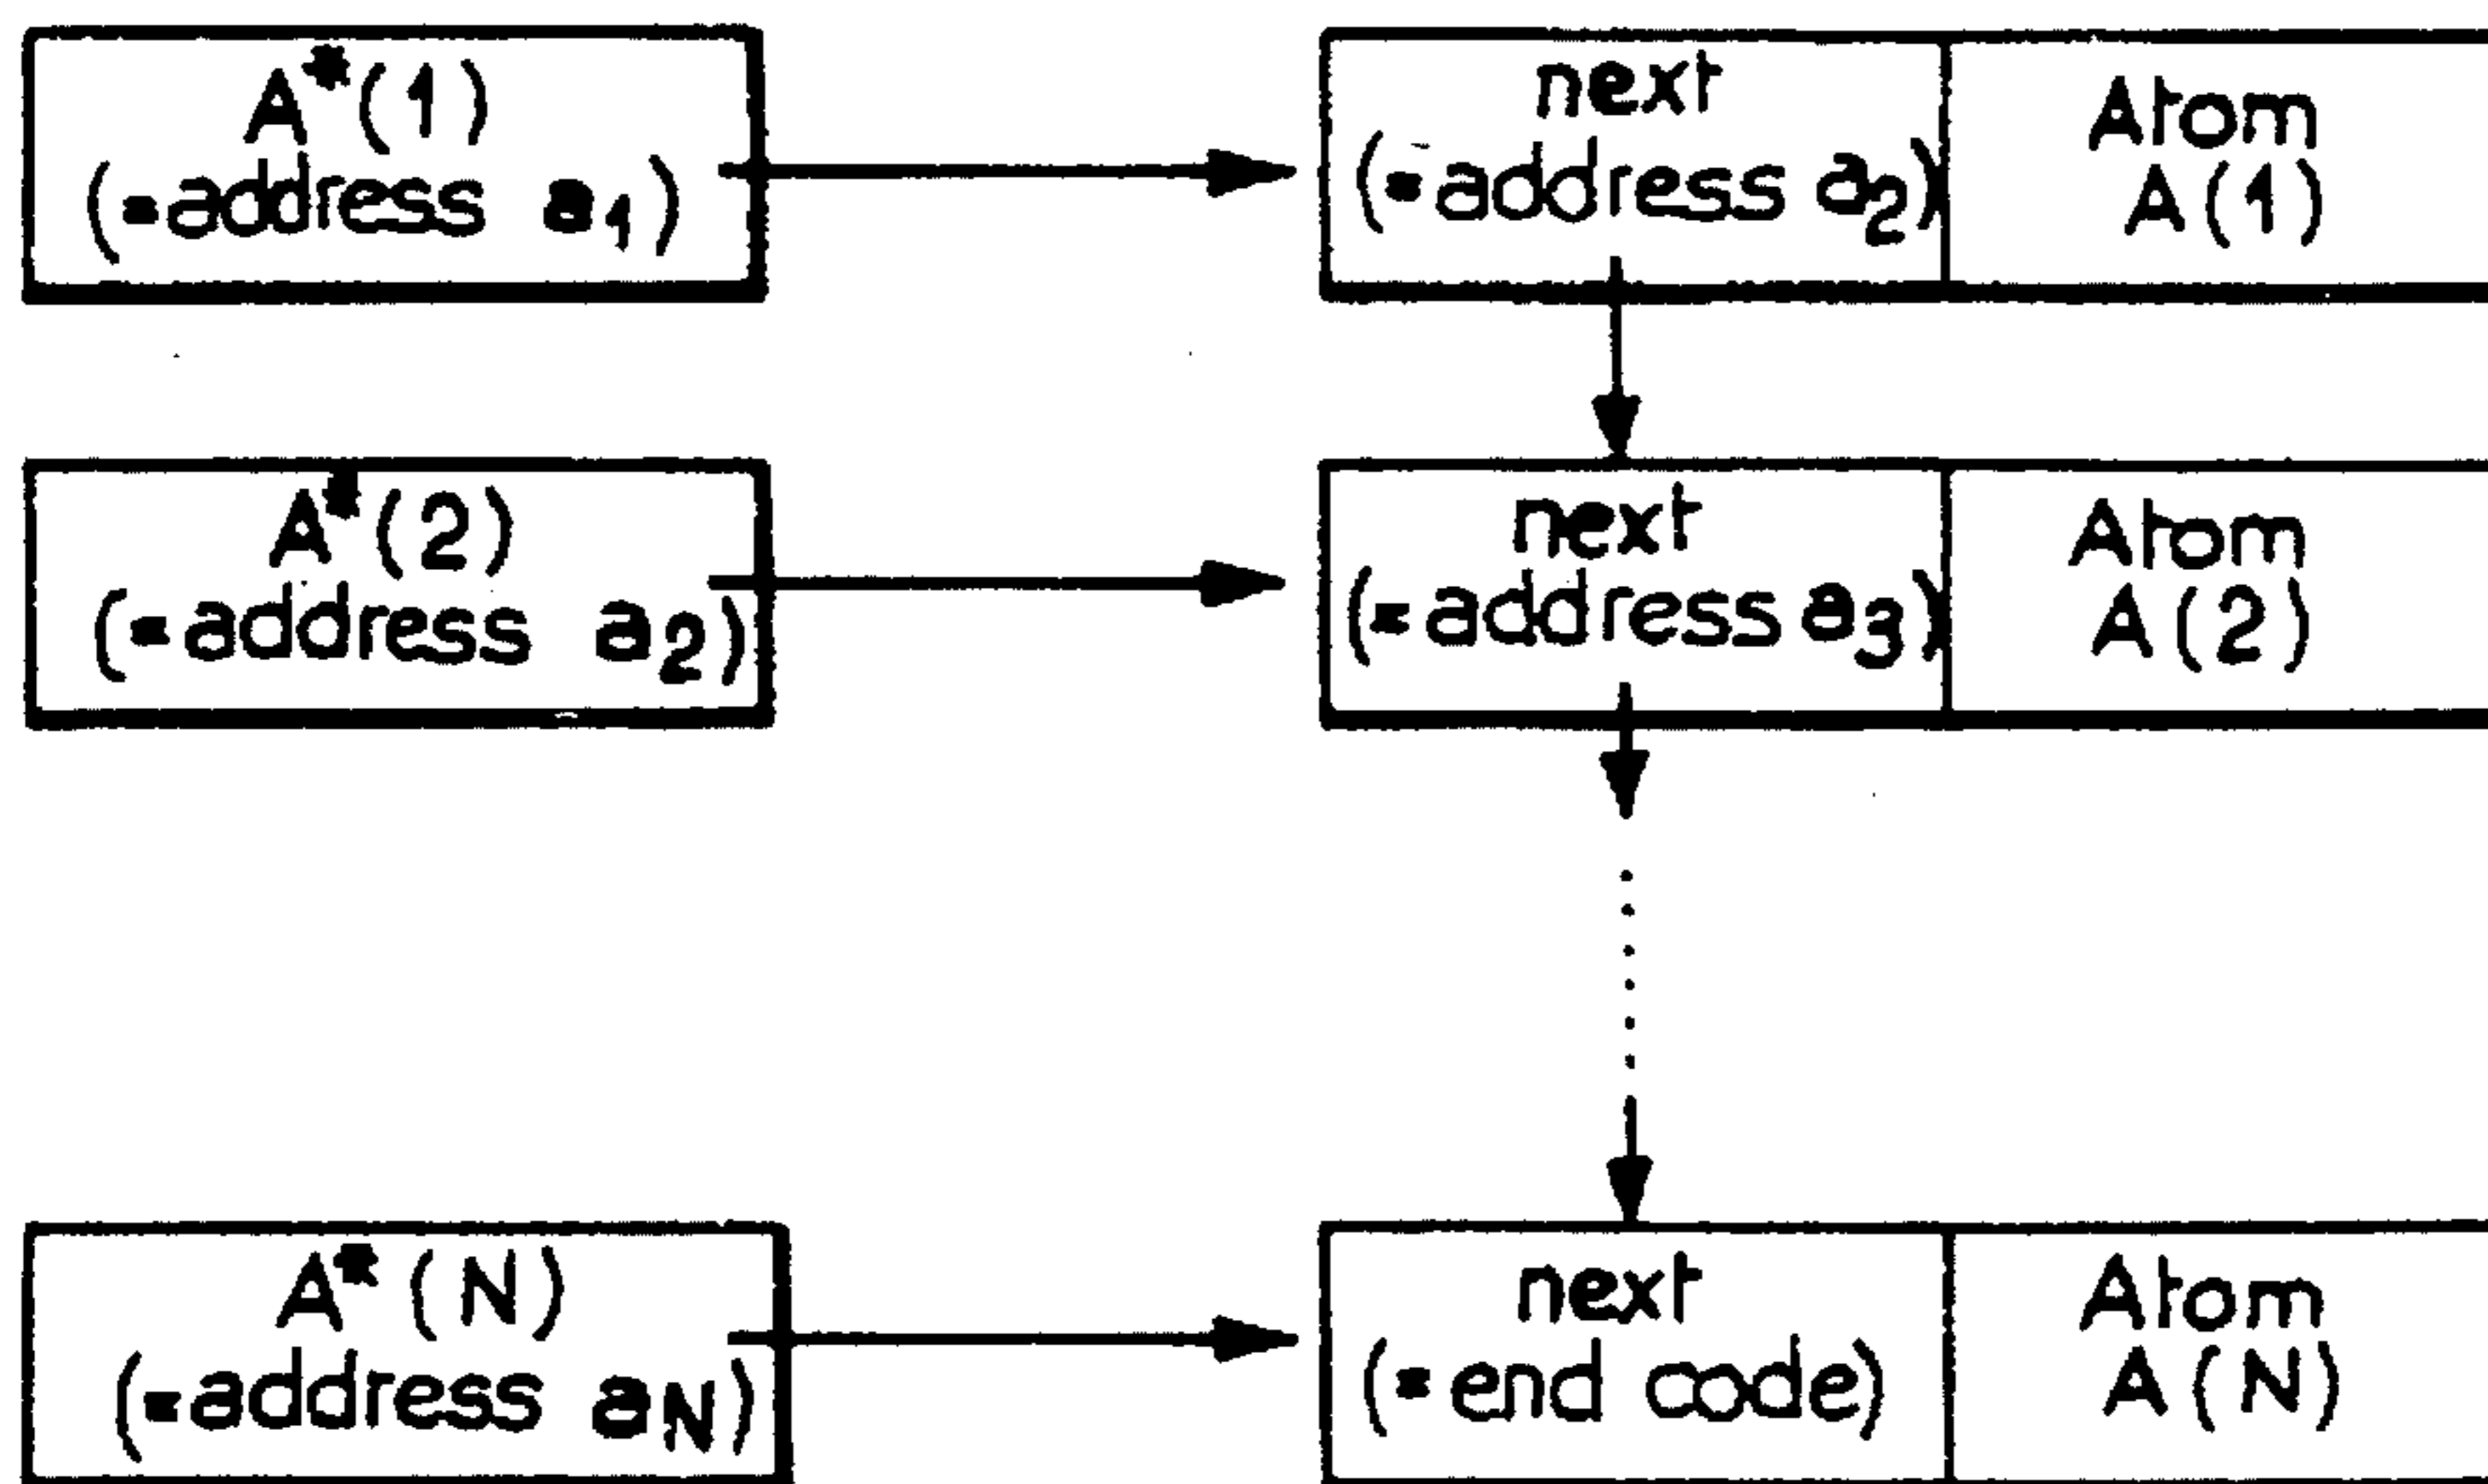 A*(1)
(=address a1)
next
(=address a2)
Atom
A(1)
A*(2)
(=address a2)
next
(=address a3)
Atom
A(2)
A*(N)
(=address aN)
next
(=end code)
Atom
A(N)